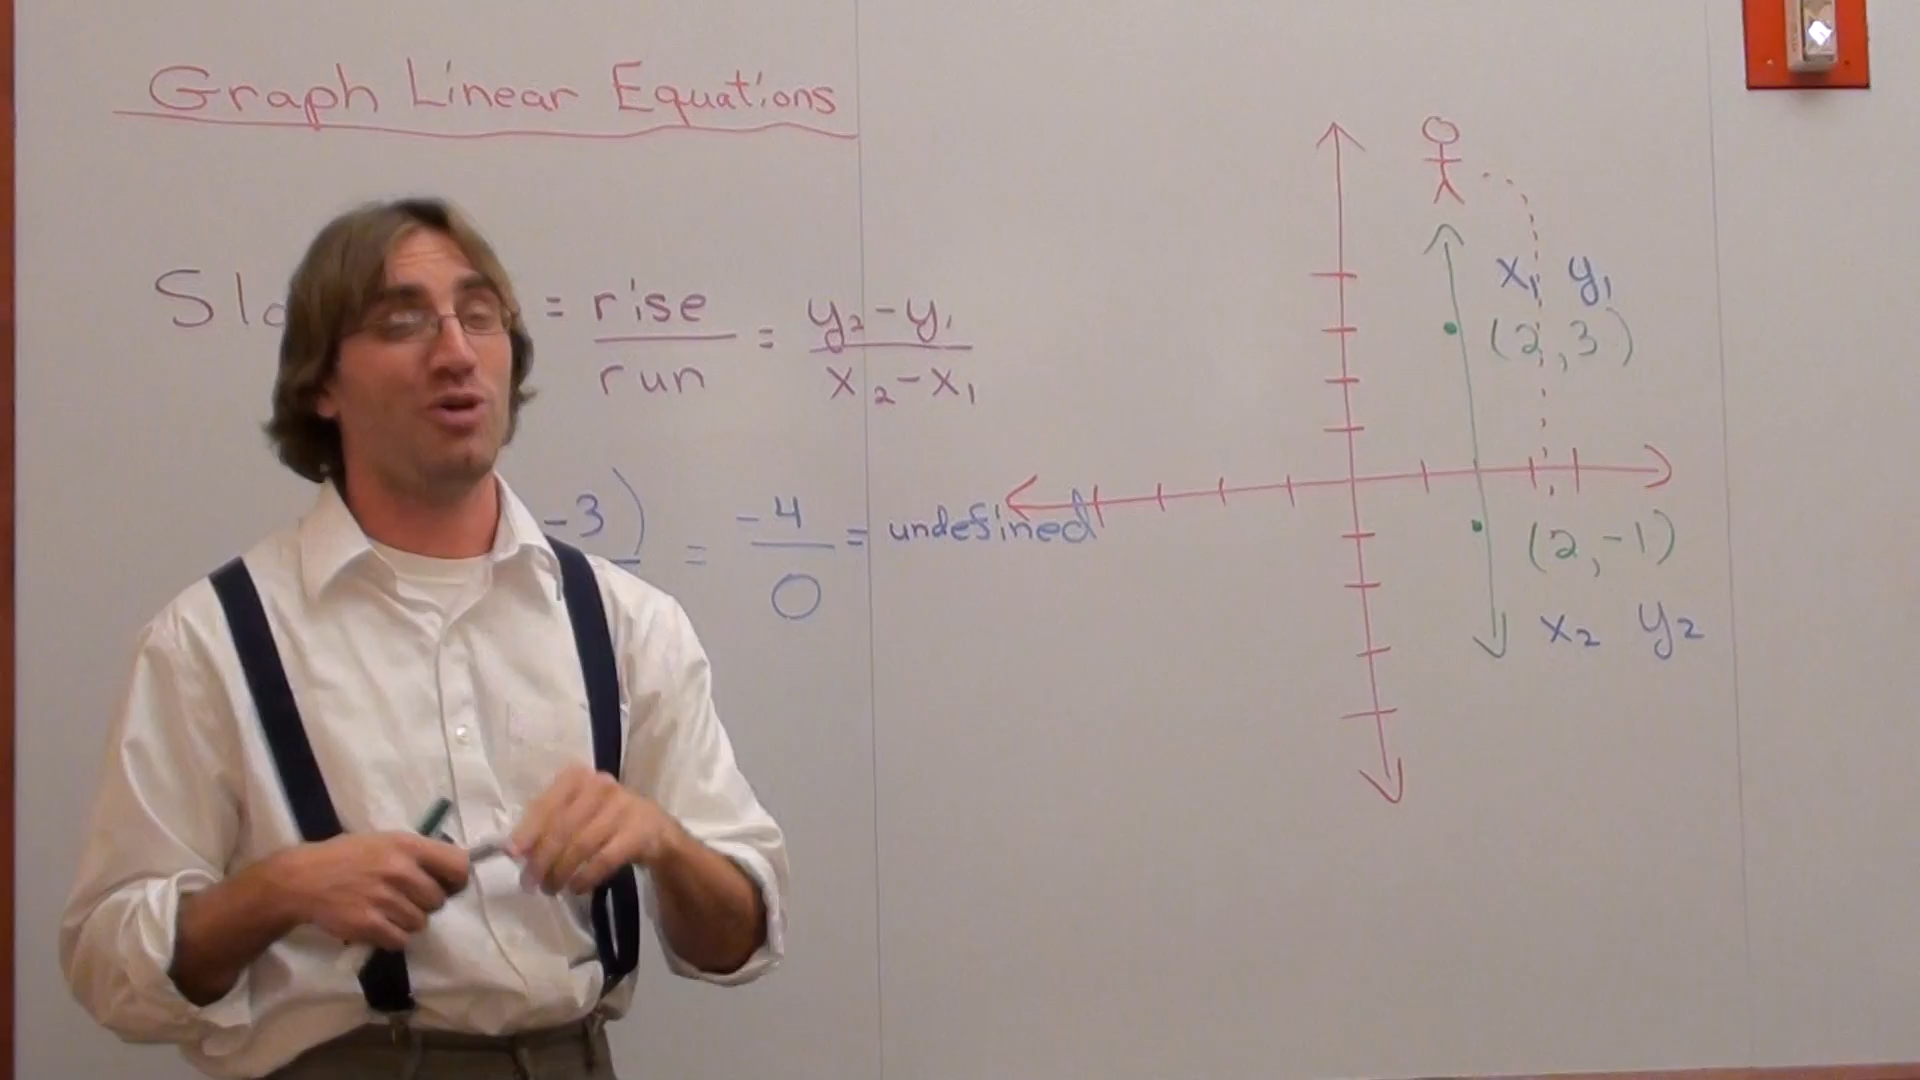 Graph Linear Equations
= rise = y₂-y₁
run x₂-x₁
-3) = -4 = undefined
0
x₁ y₁
(2,3)
(2,-1)
x₂ y₂